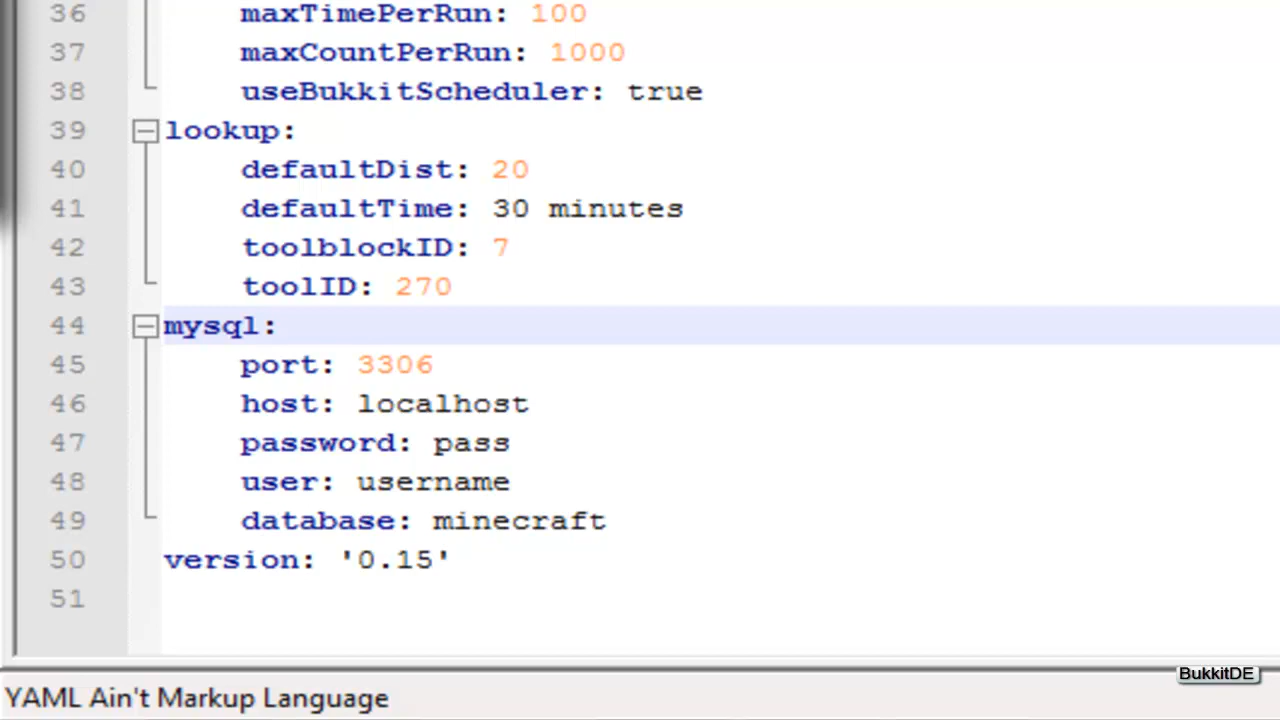 36 maxTimePerRun: 100
37 maxCountPerRun: 1000
38 useBukkitScheduler: true
39 lookup:
40 defaultDist: 20
41 defaultTime: 30 minutes
42 toolblockID: 7
43 toolID: 270
44 mysql:
45 port: 3306
46 host: localhost
47 password: pass
48 user: username
49 database: minecraft
50 version: '0.15'
51
BukkitDE
YAML Ain't Markup Language